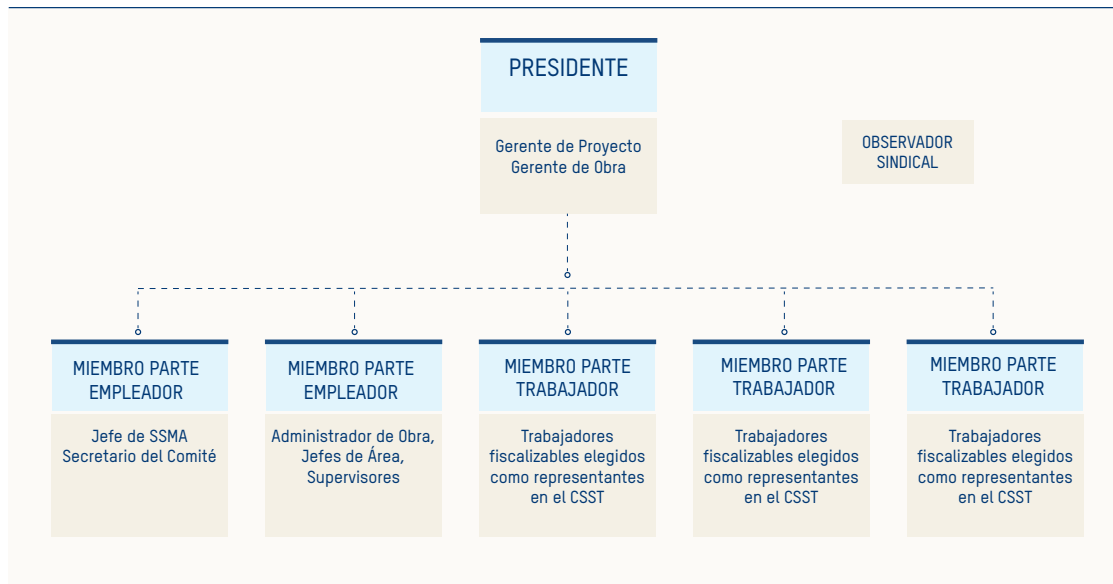 PRESIDENTE
Gerente de Proyecto
Gerente de Obra
OBSERVADOR
SINDICAL
MIEMBRO PARTE
EMPLEADOR
Jefe de SSMA
Secretario del Comité
MIEMBRO PARTE
EMPLEADOR
Administrador de Obra,
Jefes de Área,
Supervisores
MIEMBRO PARTE
TRABAJADOR
Trabajadores
fiscalizables elegidos
como representantes
en el CSST
MIEMBRO PARTE
TRABAJADOR
Trabajadores
fiscalizables elegidos
como representantes
en el CSST
MIEMBRO PARTE
TRABAJADOR
Trabajadores
fiscalizables elegidos
como representantes
en el CSST